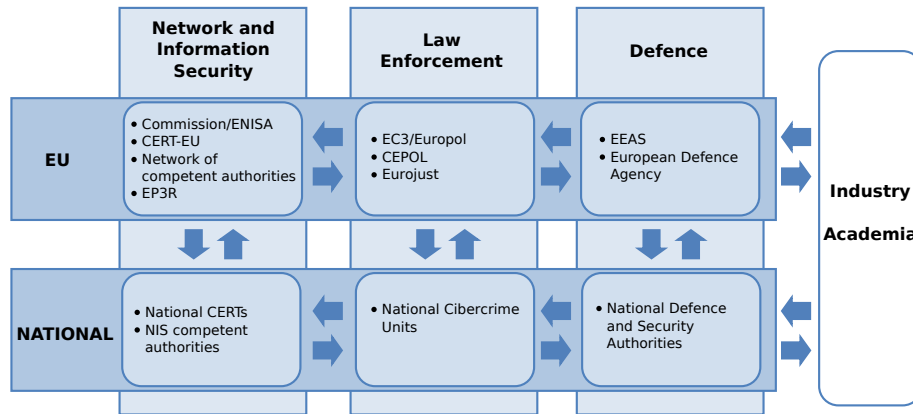 Network and
Information
Security
Law
Enforcement
Defence
EU
• Commission/ENISA
• CERT-EU
• Network of
competent authorities
• EP3R
• EC3/Europol
• CEPOL
• Eurojust
• EEAS
• European Defence
Agency
Industry
Academia
NATIONAL
• National CERTs
• NIS competent
authorities
• National Cibercrime
Units
• National Defence
and Security
Authorities